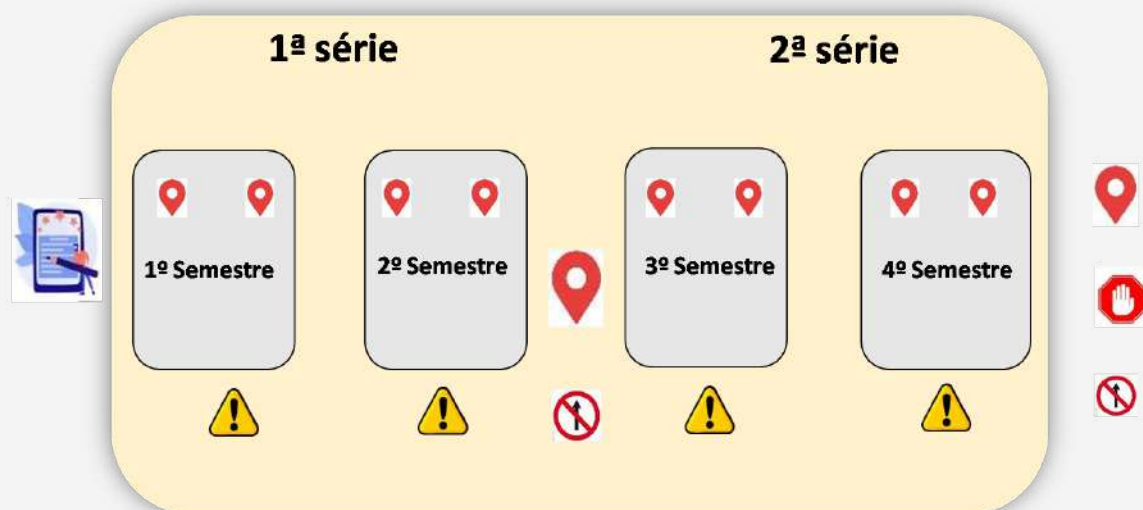 1ª série
2ª série
1º Semestre
2º Semestre
3º Semestre
4º Semestre